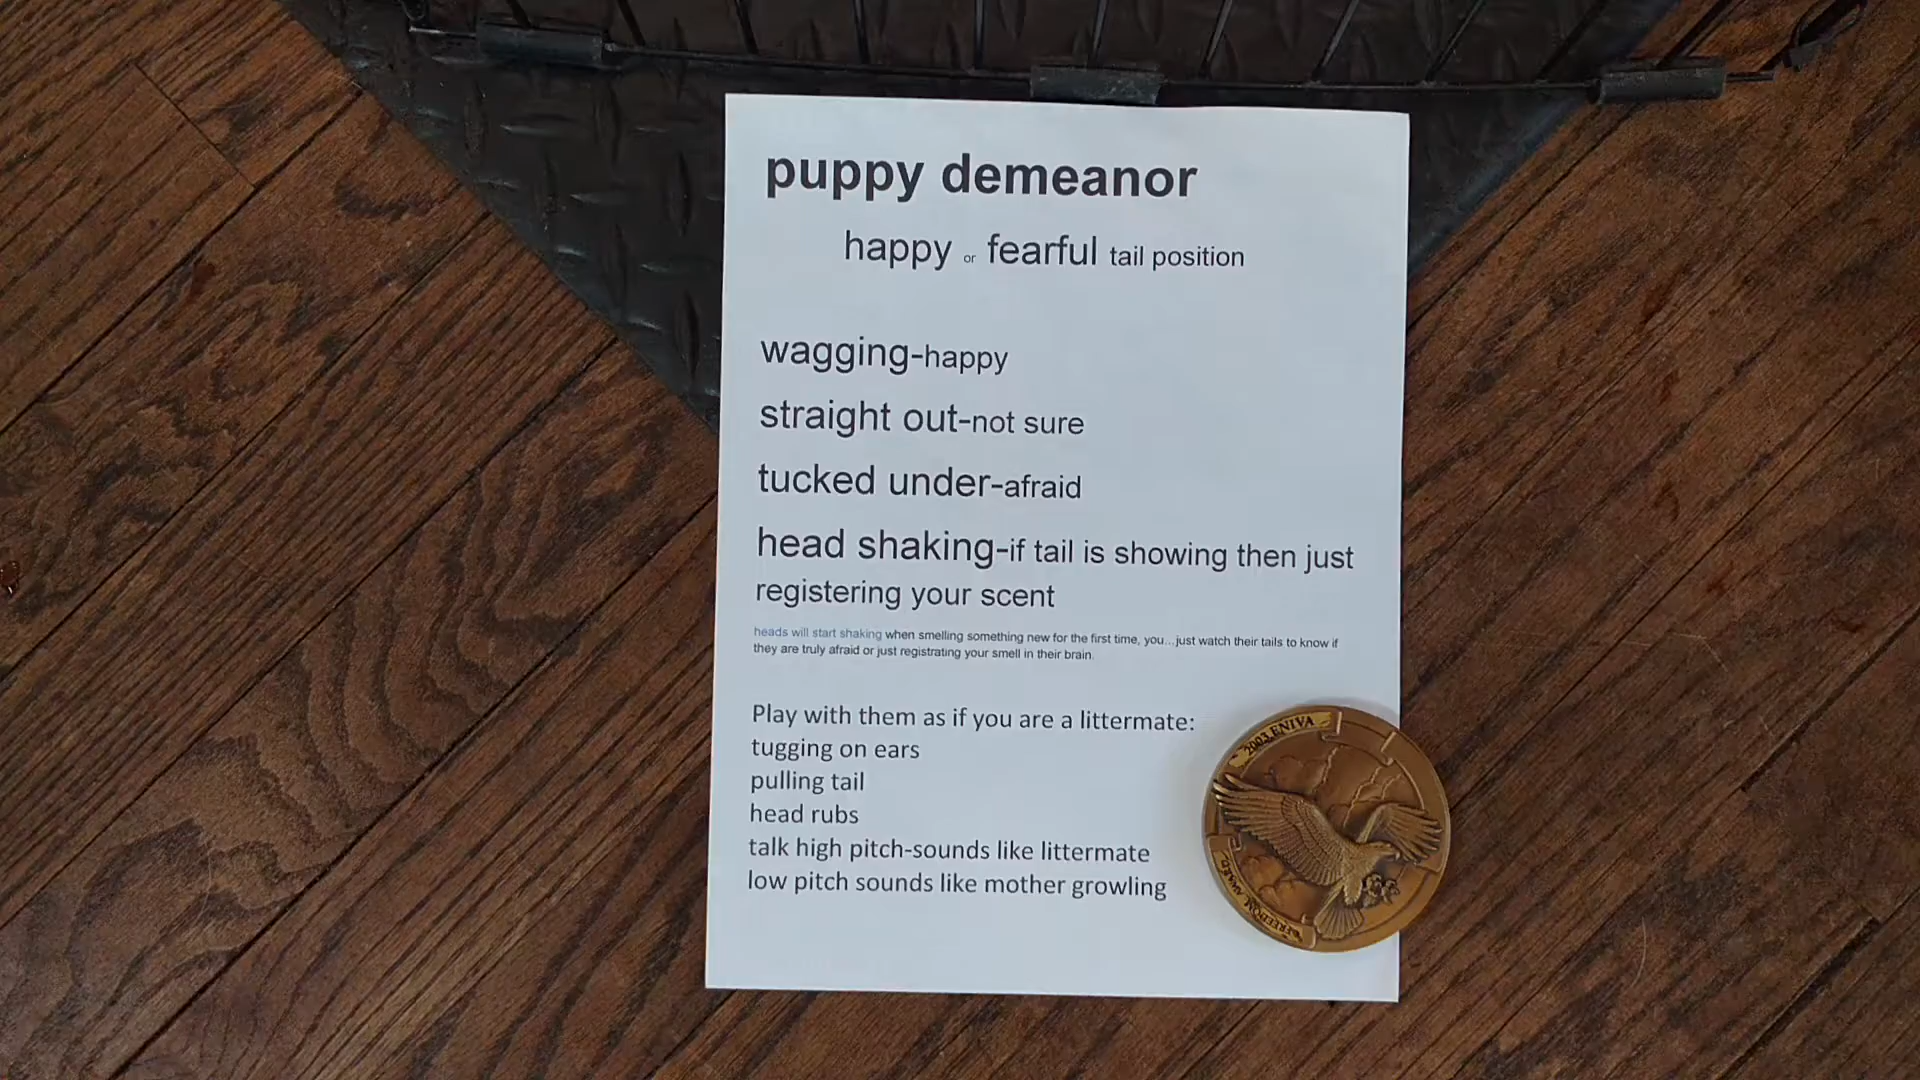 puppy demeanor
happy or fearful tail position
wagging-happy
straight out-not sure
tucked under-afraid
head shaking-if tail is showing then just
registering your scent
heads will start shaking when smelling something new for the first time, you...just watch their tails to know if
they are truly afraid or just registrating your smell in their brain.
Play with them as if you are a littermate:
tugging on ears
pulling tail
head rubs
talk high pitch-sounds like littermate
low pitch sounds like mother growling
2003 ENIVA
FREEDOM AWARD